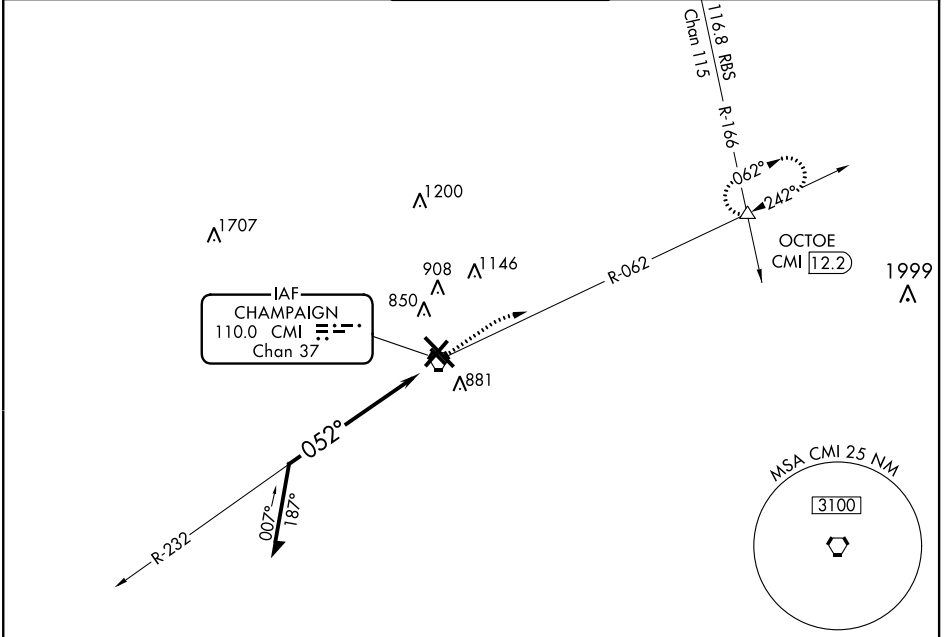 116.8 RBS
Chan 115
R-166
062°
242°
OCTOE
CMI 12.2
1999
1200
1707
1146
908
850
R-062
IAF
CHAMPAIGN
110.0 CMI
Chan 37
881
052°
007°
187°
R-232
MSA CMI 25 NM
3100